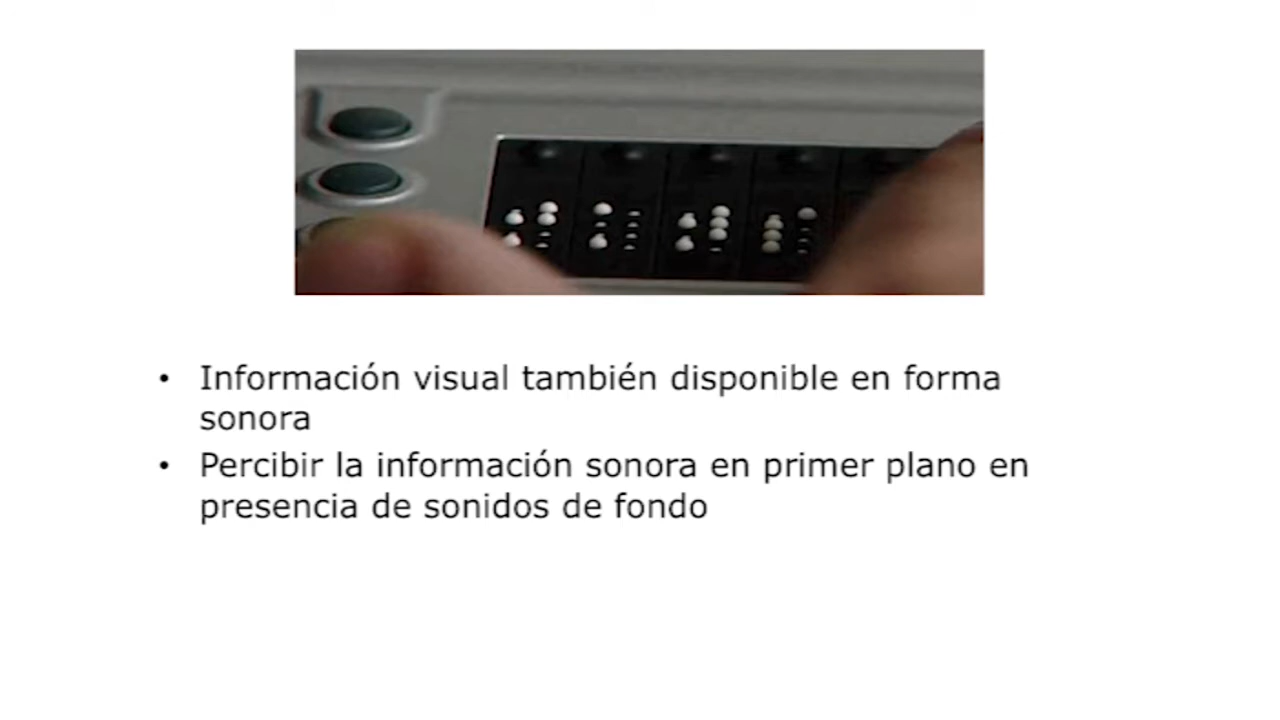 • Información visual también disponible en forma
sonora
• Percibir la información sonora en primer plano en
presencia de sonidos de fondo